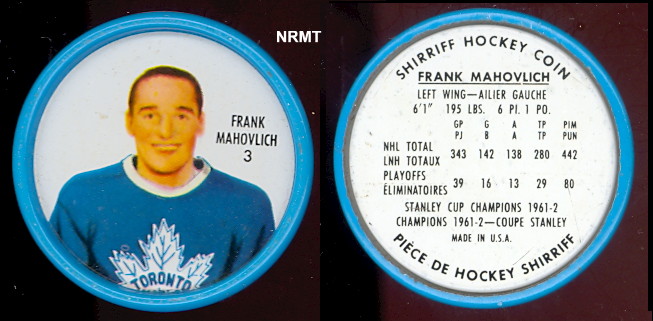 NRMT
FRANK
MAHOVLICH
3
TORONTO
SHIRRIFF HOCKEY COIN
FRANK MAHOVLICH
LEFT WING—AILIER GAUCHE
6'1" 195 LBS. 6 PI. 1 PO.
GP G A TP PIM
PJ B A TP PUN
NHL TOTAL
LNH TOTAUX 343 142 138 280 442
PLAYOFFS
ÉLIMINATOIRES 39 16 13 29 80
STANLEY CUP CHAMPIONS 1961-2
CHAMPIONS 1961-2—COUPE STANLEY
MADE IN U.S.A.
PIÈCE DE HOCKEY SHIRRIFF